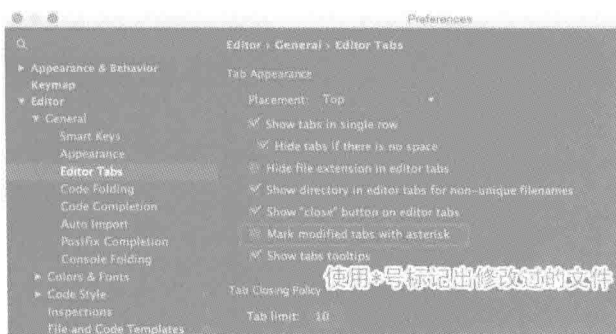 Preferences
Editor › General › Editor Tabs
Appearance & Behavior
Keymap
Editor
General
Smart Keys
Appearance
Editor Tabs
Code Folding
Code Completion
Auto Import
Postfix Completion
Console Folding
Colors & Fonts
Code Style
Inspections
File and Code Templates
Tab Appearance
Placement: Top
Show tabs in single row
Hide tabs if there is no space
Hide file extension in editor tabs
Show directory in editor tabs for non-unique filenames
Show "close" button on editor tabs
Mark modified tabs with asterisk
Show tabs tooltips
使用*号标记出修改过的文件
Tab Closing Policy
Tab limit: 10